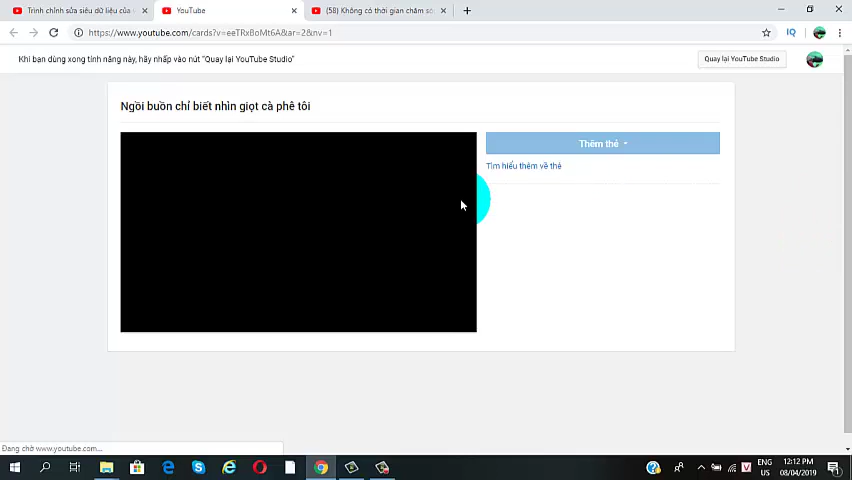 Trình chỉnh sửa siêu dữ liệu của
YouTube
(58) Không có thời gian chăm só
https://www.youtube.com/cards?v=eeTRxBoMt6A&ar=2&nv=1
IQ
Khi bạn dùng xong tính năng này, hãy nhấp vào nút "Quay lại YouTube Studio"
Quay lại YouTube Studio
Ngồi buồn chỉ biết nhìn giọt cà phê tôi
Thêm thẻ
Tìm hiểu thêm về thẻ
Đang chờ www.youtube.com...
ENG
US
12:12 PM
08/04/2019